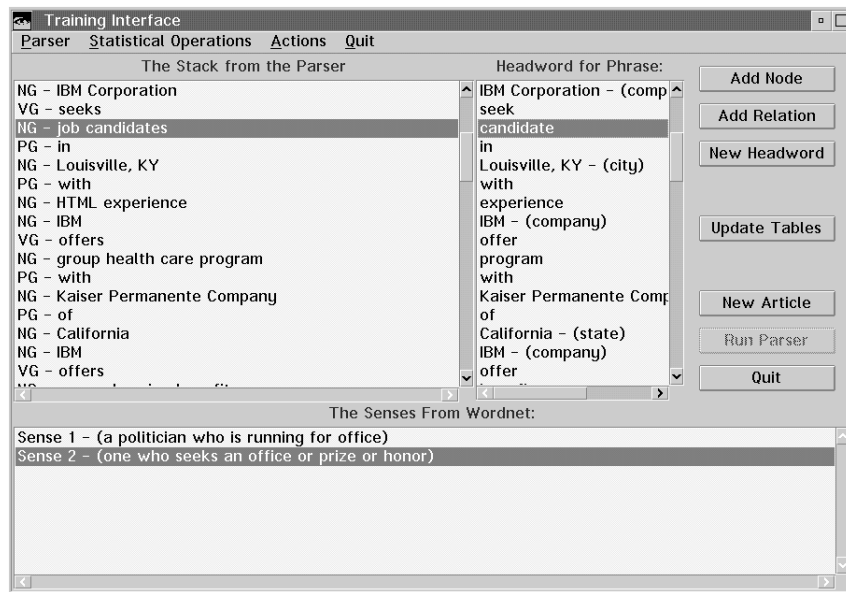 Training Interface
Parser Statistical Operations Actions Quit
The Stack from the Parser
NG - IBM Corporation
VG - seeks
NG - job candidates
PG - in
NG - Louisville, KY
PG - with
NG - HTML experience
NG - IBM
VG - offers
NG - group health care program
PG - with
NG - Kaiser Permanente Company
PG - of
NG - California
NG - IBM
VG - offers
Headword for Phrase:
IBM Corporation - (comp
seek
candidate
in
Louisville, KY - (city)
with
experience
IBM - (company)
offer
program
with
Kaiser Permanente Comp
of
California - (state)
IBM - (company)
offer
Add Node
Add Relation
New Headword
Update Tables
New Article
Run Parser
Quit
The Senses From Wordnet:
Sense 1 - (a politician who is running for office)
Sense 2 - (one who seeks an office or prize or honor)